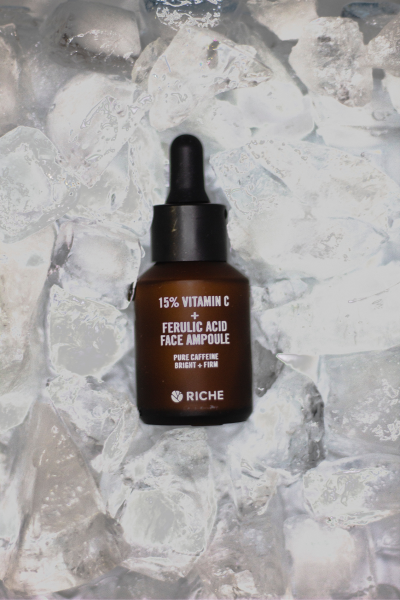 15% VITAMIN C
+
FERULIC ACID
FACE AMPOULE
PURE CAFFEINE
BRIGHT + FIRM
RICHE